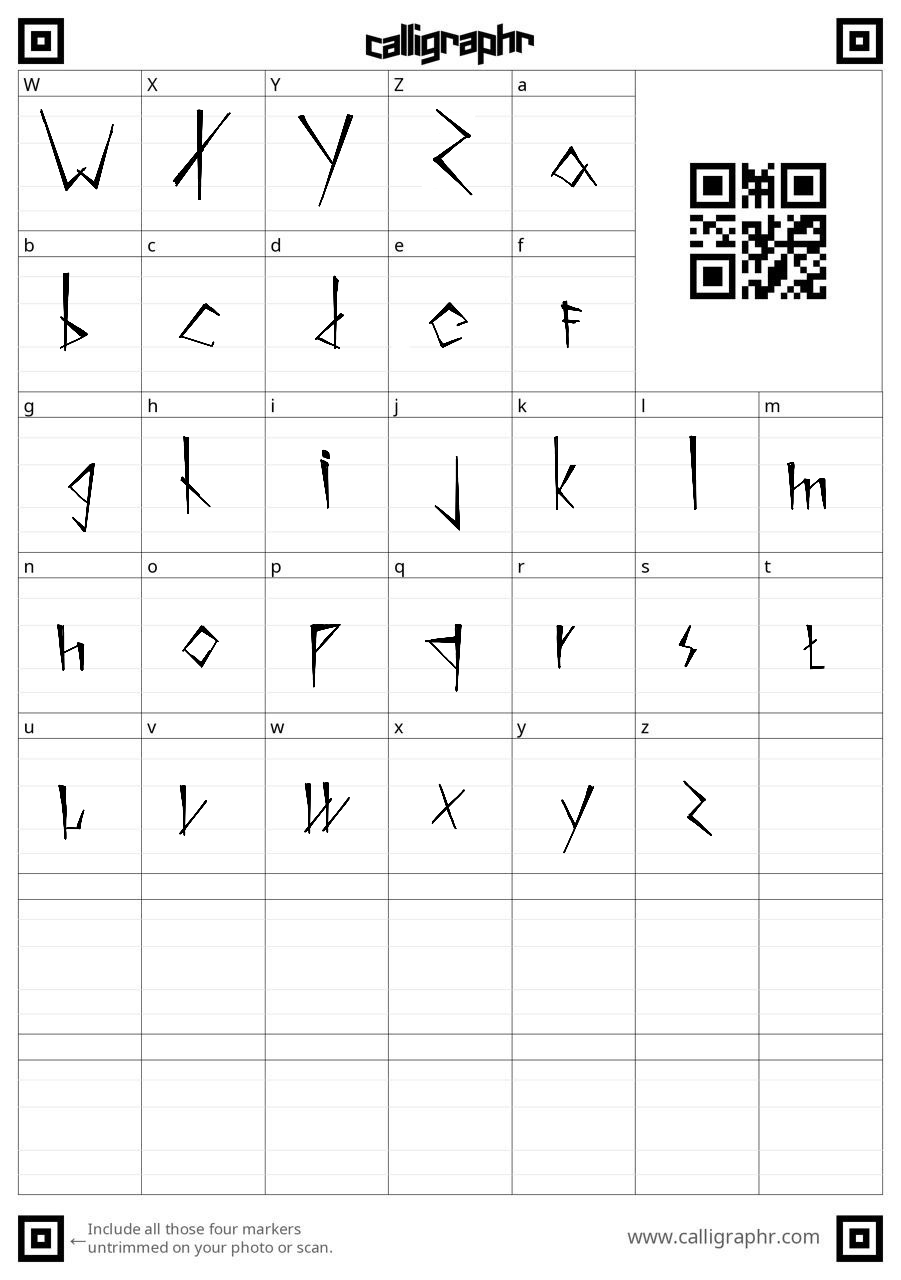 calligraphr
W X Y Z a
W X Y Z a
b c d e f
b c d e f
g h i j k l m
g h i j k l m
n o p q r s t
n o p q r s t
u v w x y z
u v w x y z
←Include all those four markers
untrimmed on your photo or scan.
www.calligraphr.com